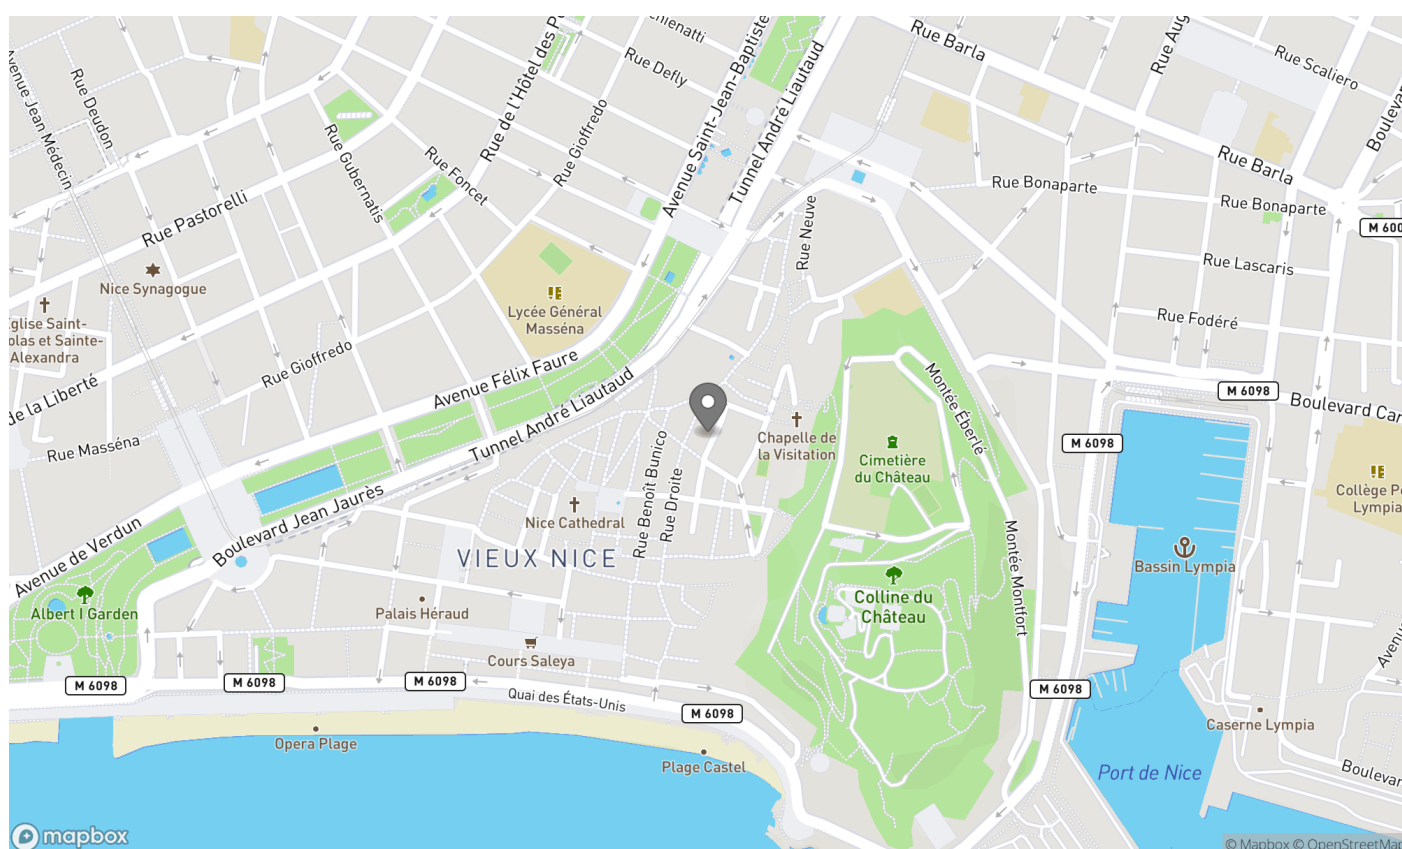 Rue Barla
Rue Aug
Rue Scaliero
Boulevar
Avenue Jean Médecin
Rue Deudon
Rue de l'Hôtel des Po
Rue Defly
Avenue Saint-Jean-Baptiste
Tunnel André Liautaud
Rue Gioffredo
Rue Gubernatis
Rue Foncet
Rue Pastorelli
Rue Barla
Rue Bonaparte
Rue Bonaparte
M 600
Rue Neuve
Rue Lascaris
Nice Synagogue
Lycée Général
Masséna
Rue Fodéré
glise Saint-
olas et Sainte-
Alexandra
Rue Gioffredo
Avenue Félix Faure
Tunnel André Liautaud
de la Liberté
Rue Masséna
Montée Éberlé
M 6098
Boulevard Car
M 6098
Chapelle de
la Visitation
Cimetière
du Château
Rue Benoît Bunico
Rue Droite
Nice Cathedral
Collège Po
Lympia
Boulevard Jean Jaurès
Avenue de Verdun
VIEUX NICE
Montée Montfort
Bassin Lympia
Albert I Garden
Palais Héraud
Colline du
Château
Cours Saleya
Avenue
M 6098
M 6098
M 6098
M 6098
M 6098
Quai des États-Unis
Opera Plage
Plage Castel
Caserne Lympia
Port de Nice
Boulevar
mapbox
© Mapbox © OpenStreetMap